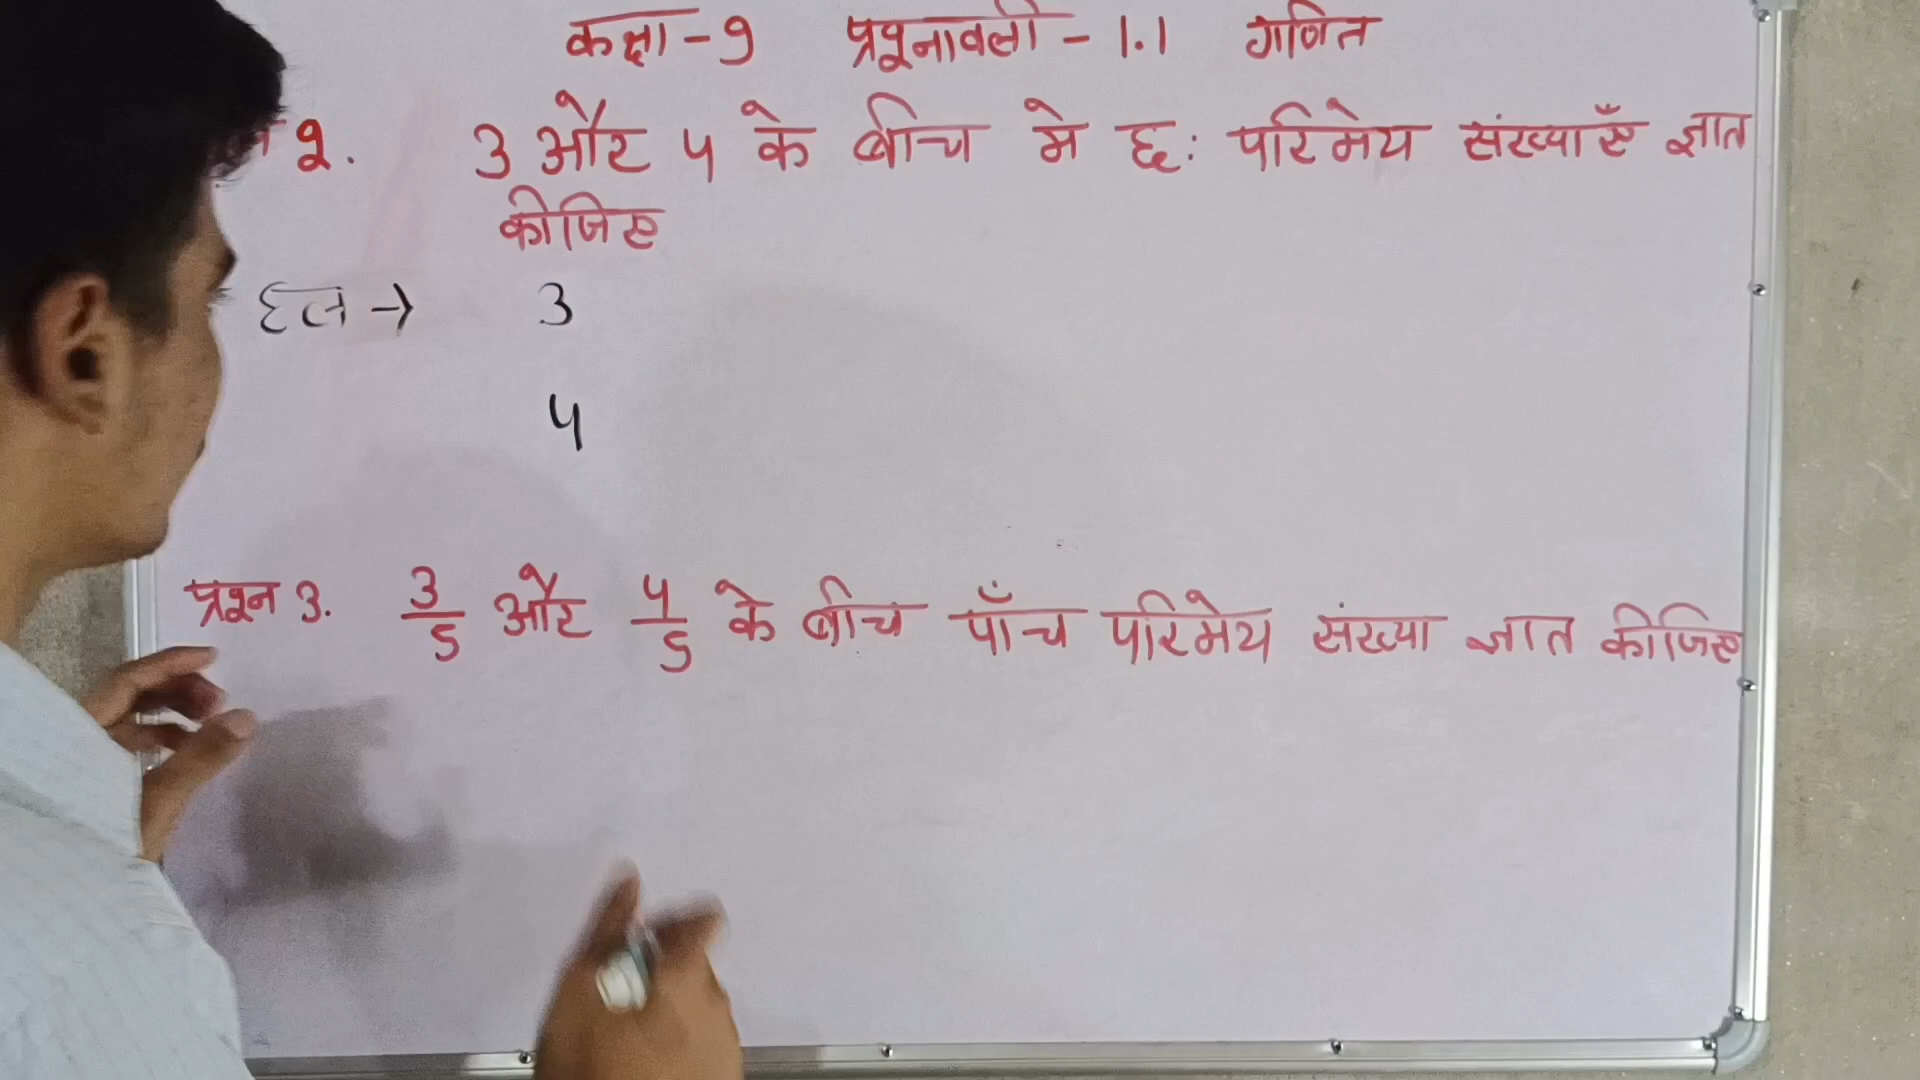 कक्षा - 9 प्रश्नावली - 1.1 गणित
2. 3 और 4 के बीच मे छः परिमेय संख्याएँ ज्ञात
कीजिए
हल → 3
4
प्रश्न 3. 3/5 और 4/5 के बीच पाँच परिमेय संख्या ज्ञात कीजिए